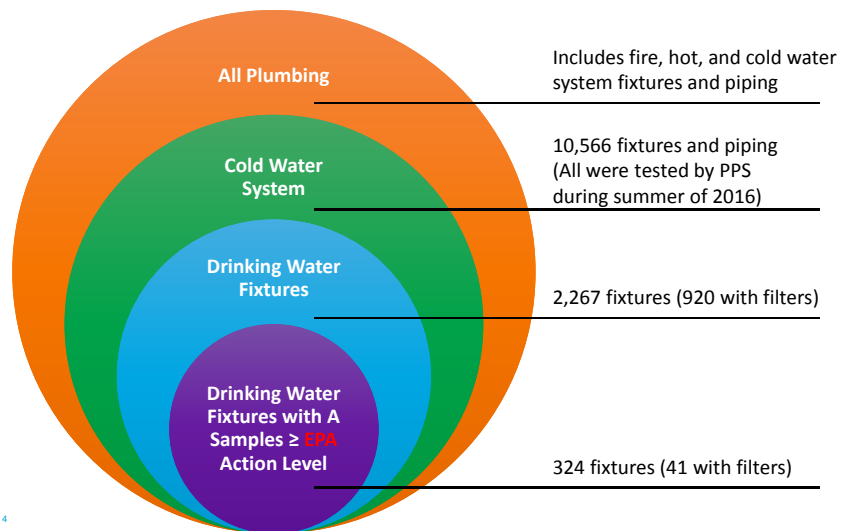 All Plumbing
Includes fire, hot, and cold water
system fixtures and piping
Cold Water
System
10,566 fixtures and piping
(All were tested by PPS
during summer of 2016)
Drinking Water
Fixtures
2,267 fixtures (920 with filters)
Drinking Water
Fixtures with A
Samples ≥ EPA
Action Level
324 fixtures (41 with filters)
4